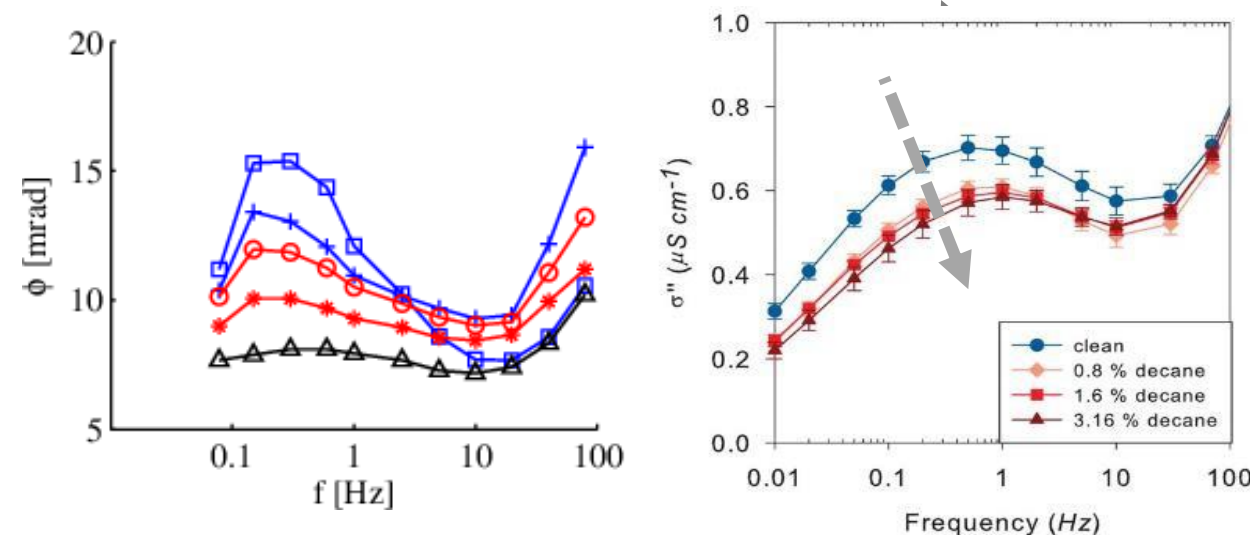 20
15
10
5
ϕ [mrad]
0.1 1 10 100
f [Hz]
1.0
0.8
0.6
0.4
0.2
0.0
σ'' (μS cm⁻¹)
clean
0.8 % decane
1.6 % decane
3.16 % decane
0.01 0.1 1 10 100
Frequency (Hz)